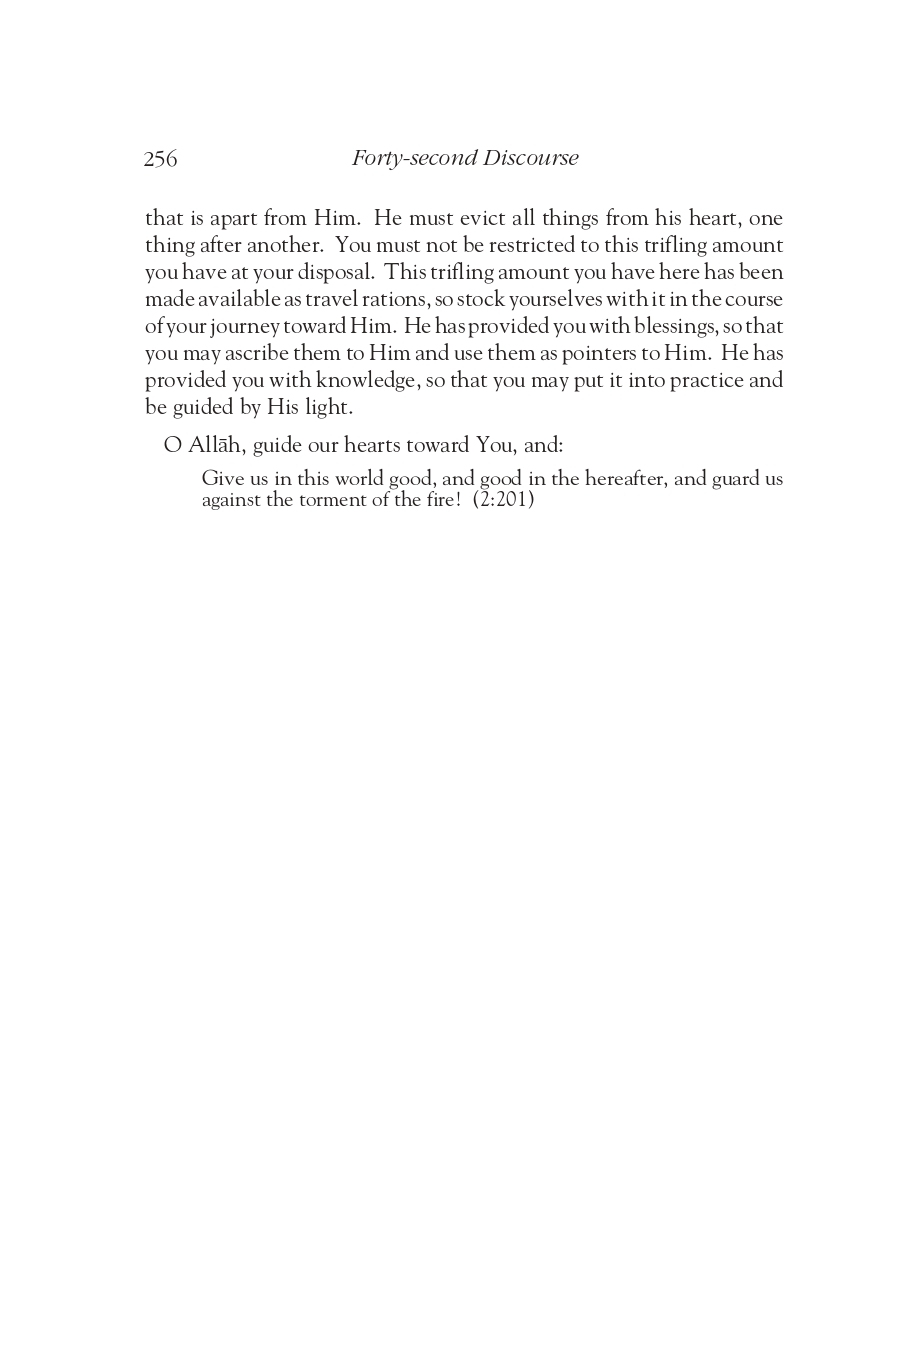 256 Forty-second Discourse
that is apart from Him. He must evict all things from his heart, one
thing after another. You must not be restricted to this trifling amount
you have at your disposal. This trifling amount you have here has been
made available as travel rations, so stock yourselves with it in the course
of your journey toward Him. He has provided you with blessings, so that
you may ascribe them to Him and use them as pointers to Him. He has
provided you with knowledge, so that you may put it into practice and
be guided by His light.
O Allāh, guide our hearts toward You, and:
Give us in this world good, and good in the hereafter, and guard us
against the torment of the fire! (2:201)